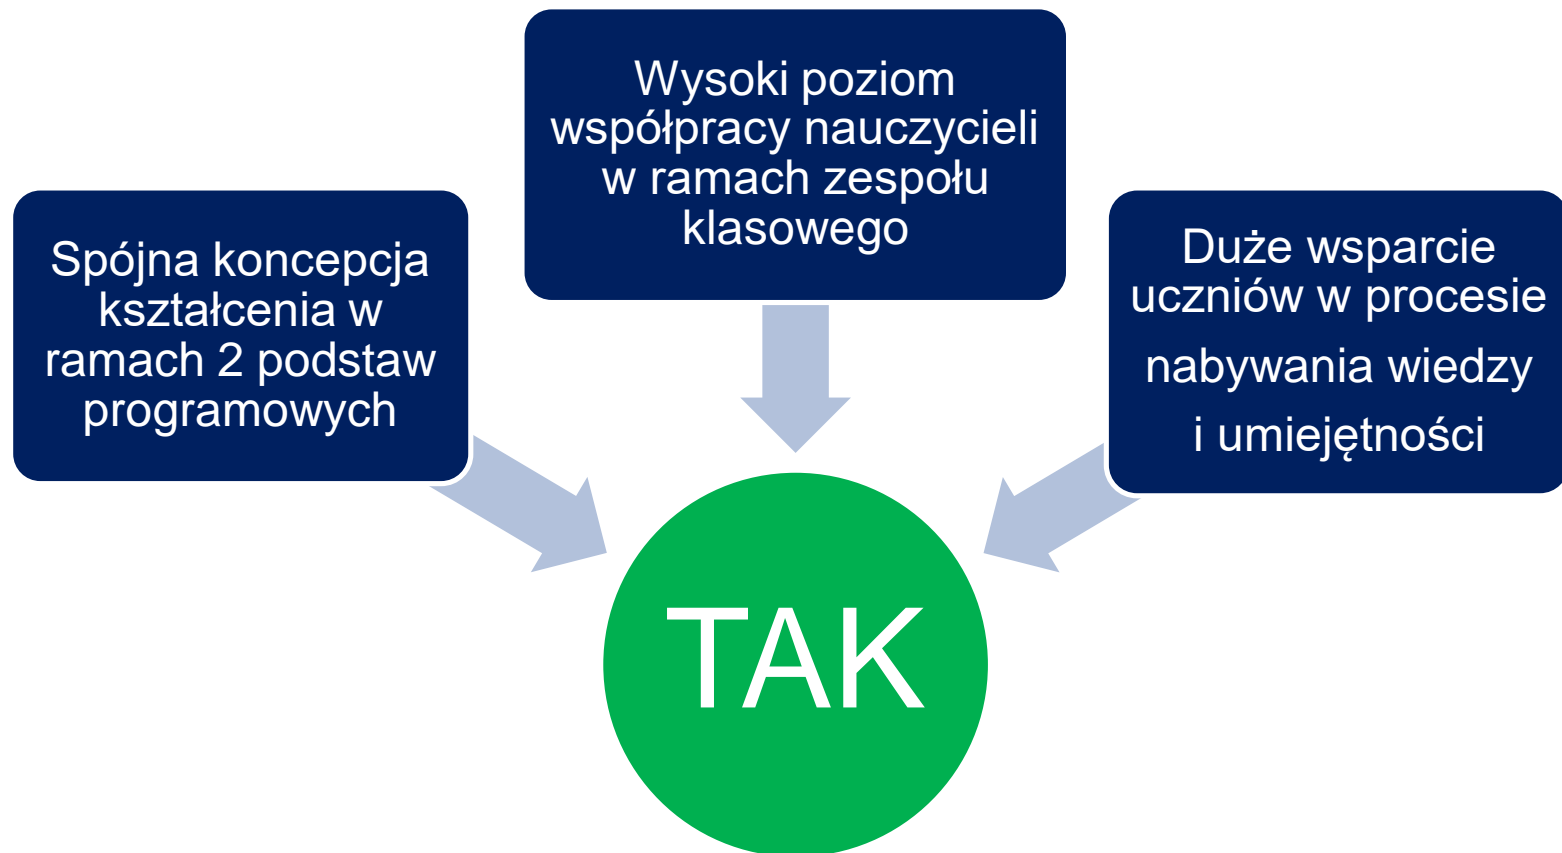 Spójna koncepcja
kształcenia w
ramach 2 podstaw
programowych
Wysoki poziom
współpracy nauczycieli
w ramach zespołu
klasowego
Duże wsparcie
uczniów w procesie
nabywania wiedzy
i umiejętności
TAK